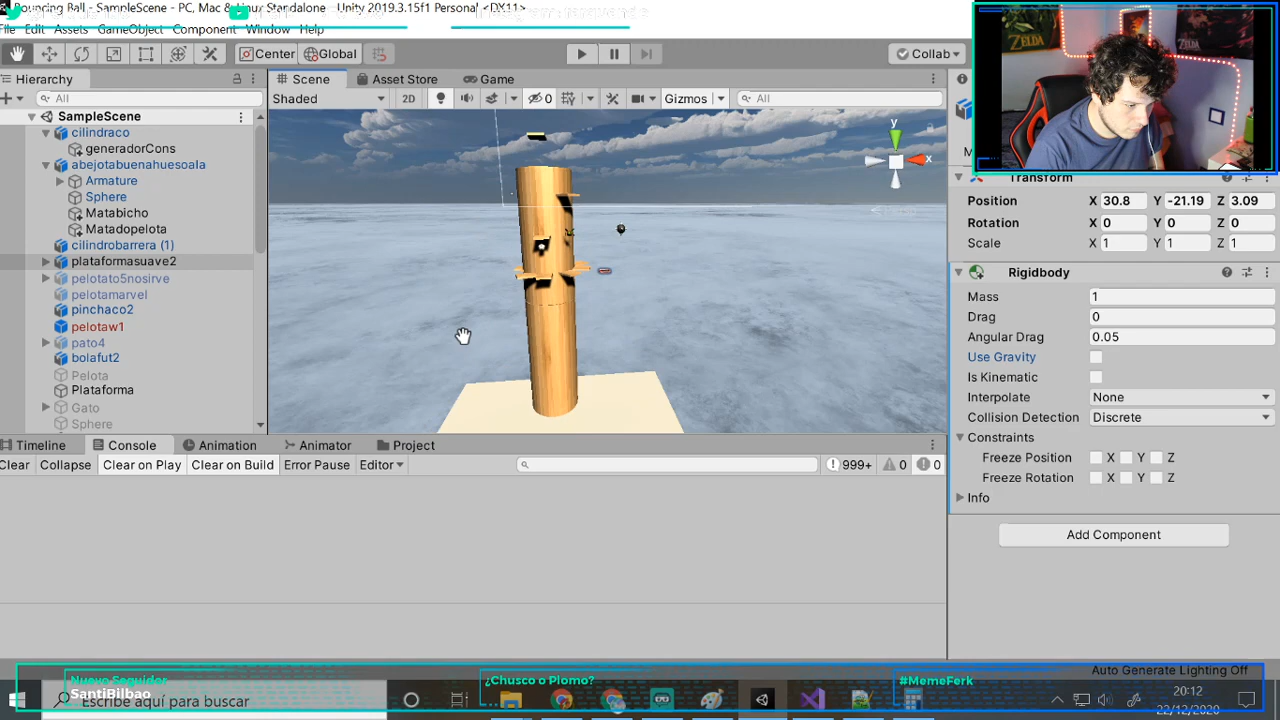 Bouncing Ball - SampleScene - PC, Mac & Linux Standalone - Unity 2019.3.15f1 Personal <DX11>
File Edit Assets GameObject Component Window Help
Center Global Collab
Hierarchy Scene Asset Store Game
All Shaded 2D 0 Gizmos All
SampleScene
cilindraco
generadorCons
abejotabuenahuesoala
Armature
Sphere
Matabicho
Matadopelota
cilindrobarrera (1)
plataformasuave2
pelotato5nosirve
pelotamarvel
pinchaco2
pelotaw1
pato4
bolafut2
Pelota
Plataforma
Gato
Sphere
y
x
ZELDA
ZELDA
Transform
Position X 30.8 Y -21.19 Z 3.09
Rotation X 0 Y 0 Z 0
Scale X 1 Y 1 Z 1
Rigidbody
Mass 1
Drag 0
Angular Drag 0.05
Use Gravity
Is Kinematic
Interpolate None
Collision Detection Discrete
Constraints
Freeze Position X Y Z
Freeze Rotation X Y Z
Info
Add Component
Timeline Console Animation Animator Project
Clear Collapse Clear on Play Clear on Build Error Pause Editor 999+ 0 0
Auto Generate Lighting Off
Nuevo Seguidor
SantiBilbao
¿Chusco o Plomo?
#MemeFerk
Escribe aquí para buscar
20:12
22/12/2020